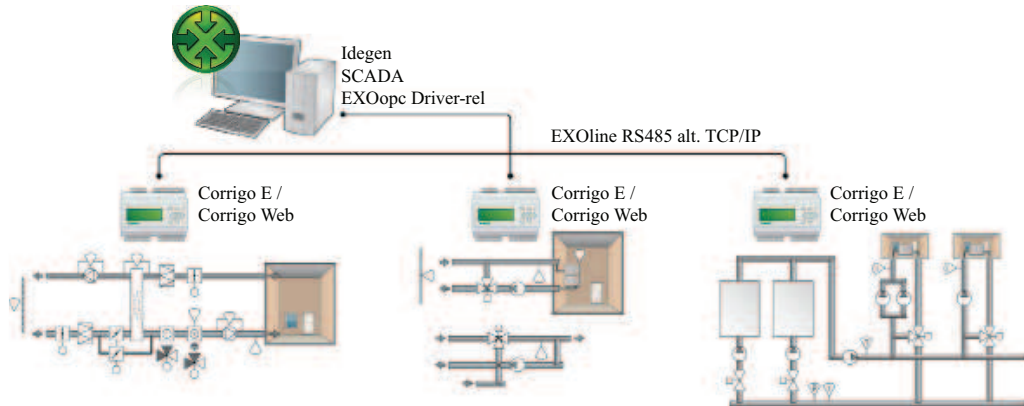 Idegen
SCADA
EXOopc Driver-rel
EXOline RS485 alt. TCP/IP
Corrigo E /
Corrigo Web
Corrigo E /
Corrigo Web
Corrigo E /
Corrigo Web